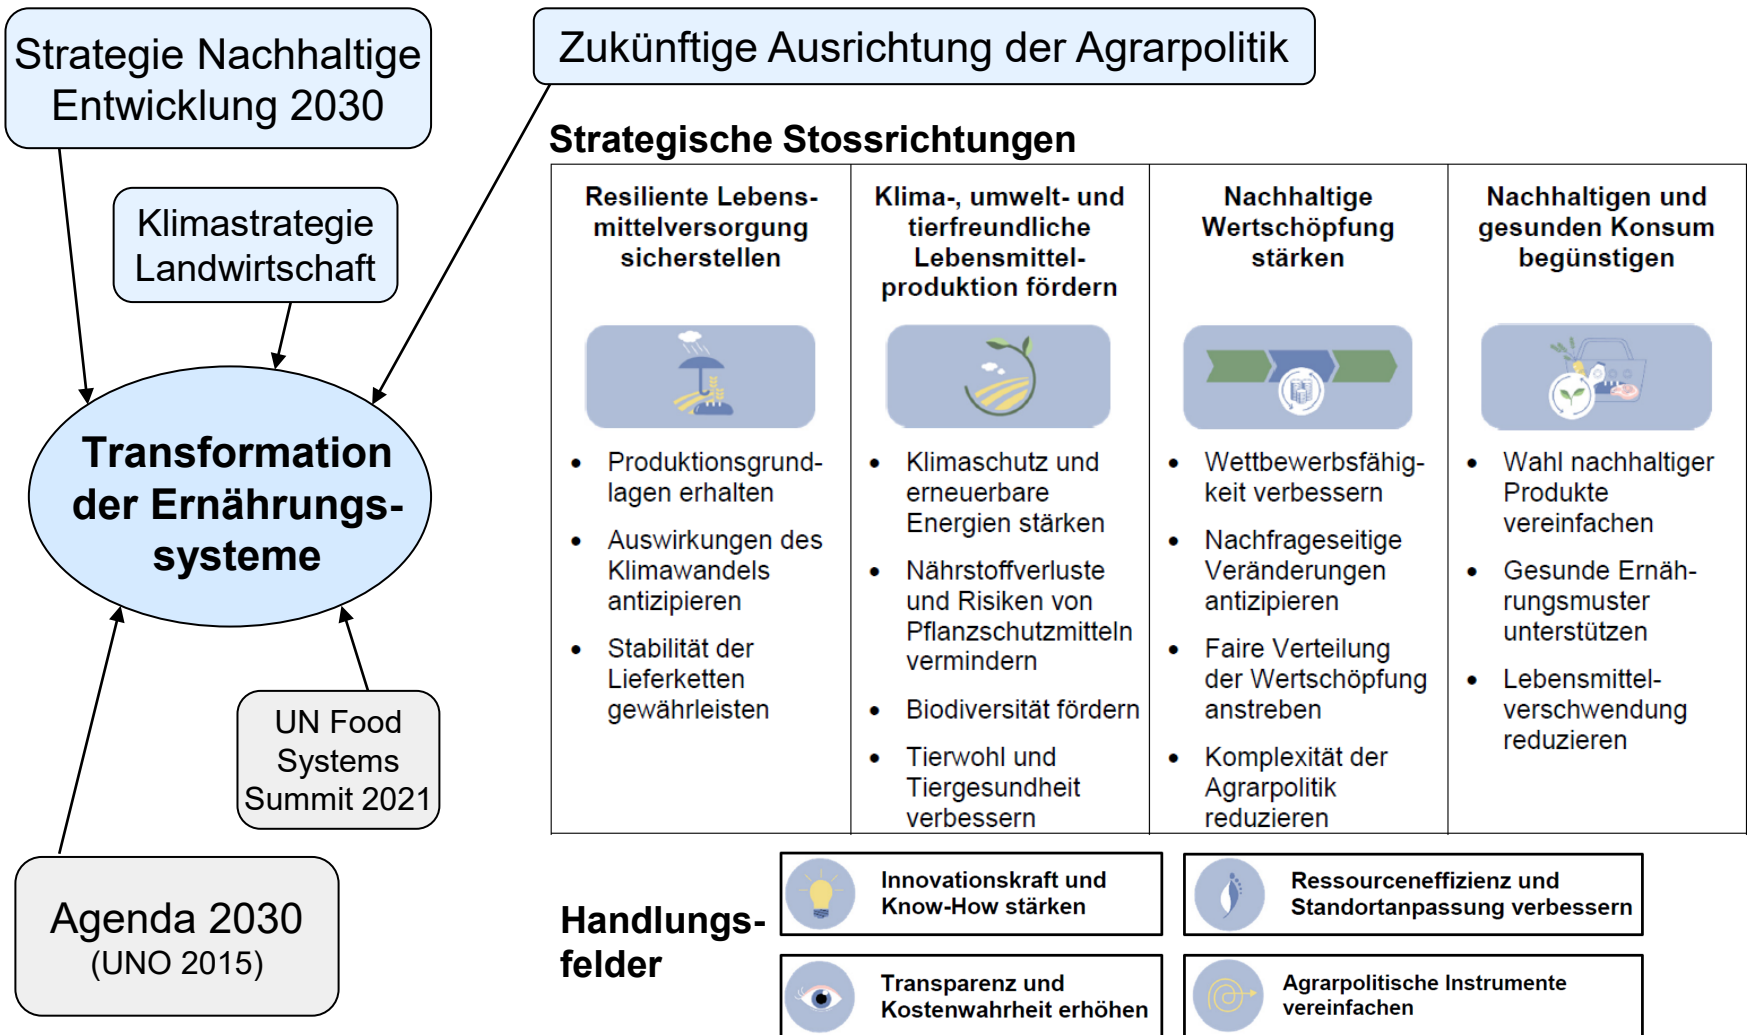 Strategie Nachhaltige
Entwicklung 2030
Zukünftige Ausrichtung der Agrarpolitik
Klimastrategie
Landwirtschaft
Transformation
der Ernährungs-
systeme
UN Food
Systems
Summit 2021
Agenda 2030
(UNO 2015)
Strategische Stossrichtungen
Resiliente Lebens-
mittelversorgung
sicherstellen
• Produktionsgrund-
lagen erhalten
• Auswirkungen des
Klimawandels
antizipieren
• Stabilität der
Lieferketten
gewährleisten
Klima-, umwelt- und
tierfreundliche
Lebensmittel-
produktion fördern
• Klimaschutz und
erneuerbare
Energien stärken
• Nährstoffverluste
und Risiken von
Pflanzschutzmitteln
vermindern
• Biodiversität fördern
• Tierwohl und
Tiergesundheit
verbessern
Nachhaltige
Wertschöpfung
stärken
• Wettbewerbsfähig-
keit verbessern
• Nachfrageseitige
Veränderungen
antizipieren
• Faire Verteilung
der Wertschöpfung
anstreben
• Komplexität der
Agrarpolitik
reduzieren
Nachhaltigen und
gesunden Konsum
begünstigen
• Wahl nachhaltiger
Produkte
vereinfachen
• Gesunde Ernäh-
rungsmuster
unterstützen
• Lebensmittel-
verschwendung
reduzieren
Handlungs-
felder
Innovationskraft und
Know-How stärken
Ressourceneffizienz und
Standortanpassung verbessern
Transparenz und
Kostenwahrheit erhöhen
Agrarpolitische Instrumente
vereinfachen